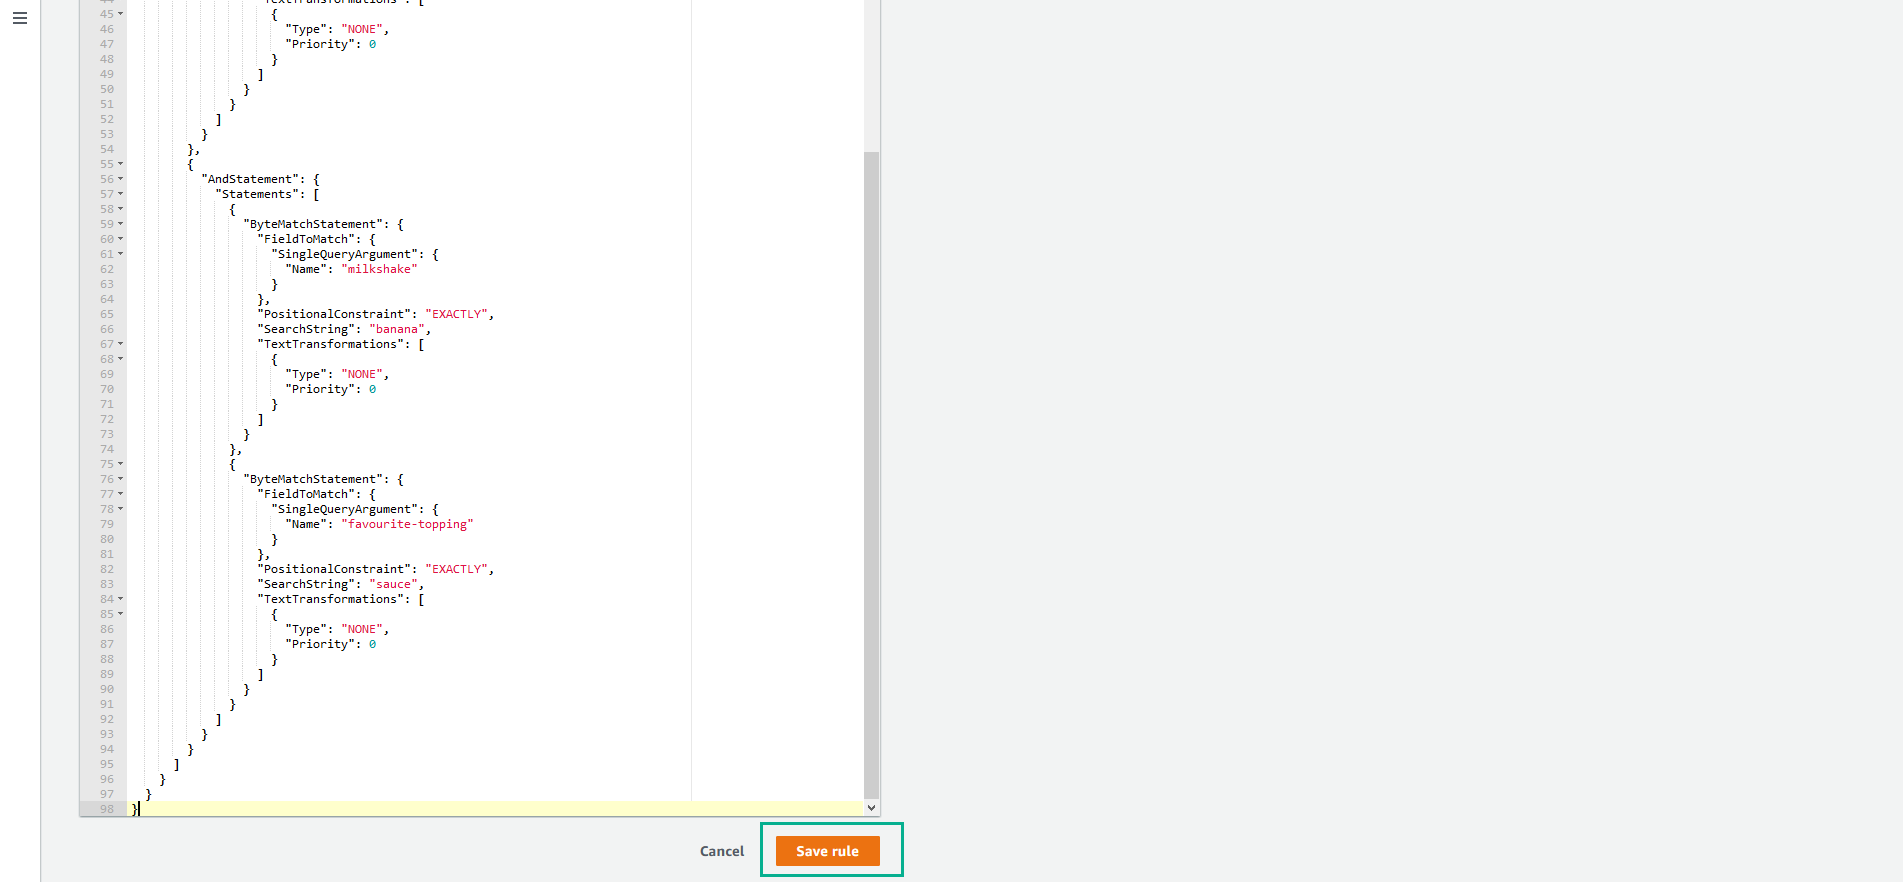 44 "TextTransformations": [
45 {
46 "Type": "NONE",
47 "Priority": 0
48 }
49 ]
50 }
51 }
52 ]
53 }
54 },
55 {
56 "AndStatement": {
57 "Statements": [
58 {
59 "ByteMatchStatement": {
60 "FieldToMatch": {
61 "SingleQueryArgument": {
62 "Name": "milkshake"
63 }
64 },
65 "PositionalConstraint": "EXACTLY",
66 "SearchString": "banana",
67 "TextTransformations": [
68 {
69 "Type": "NONE",
70 "Priority": 0
71 }
72 ]
73 }
74 },
75 {
76 "ByteMatchStatement": {
77 "FieldToMatch": {
78 "SingleQueryArgument": {
79 "Name": "favourite-topping"
80 }
81 },
82 "PositionalConstraint": "EXACTLY",
83 "SearchString": "sauce",
84 "TextTransformations": [
85 {
86 "Type": "NONE",
87 "Priority": 0
88 }
89 ]
90 }
91 }
92 ]
93 }
94 }
95 ]
96 }
97 }
98 }
Cancel Save rule